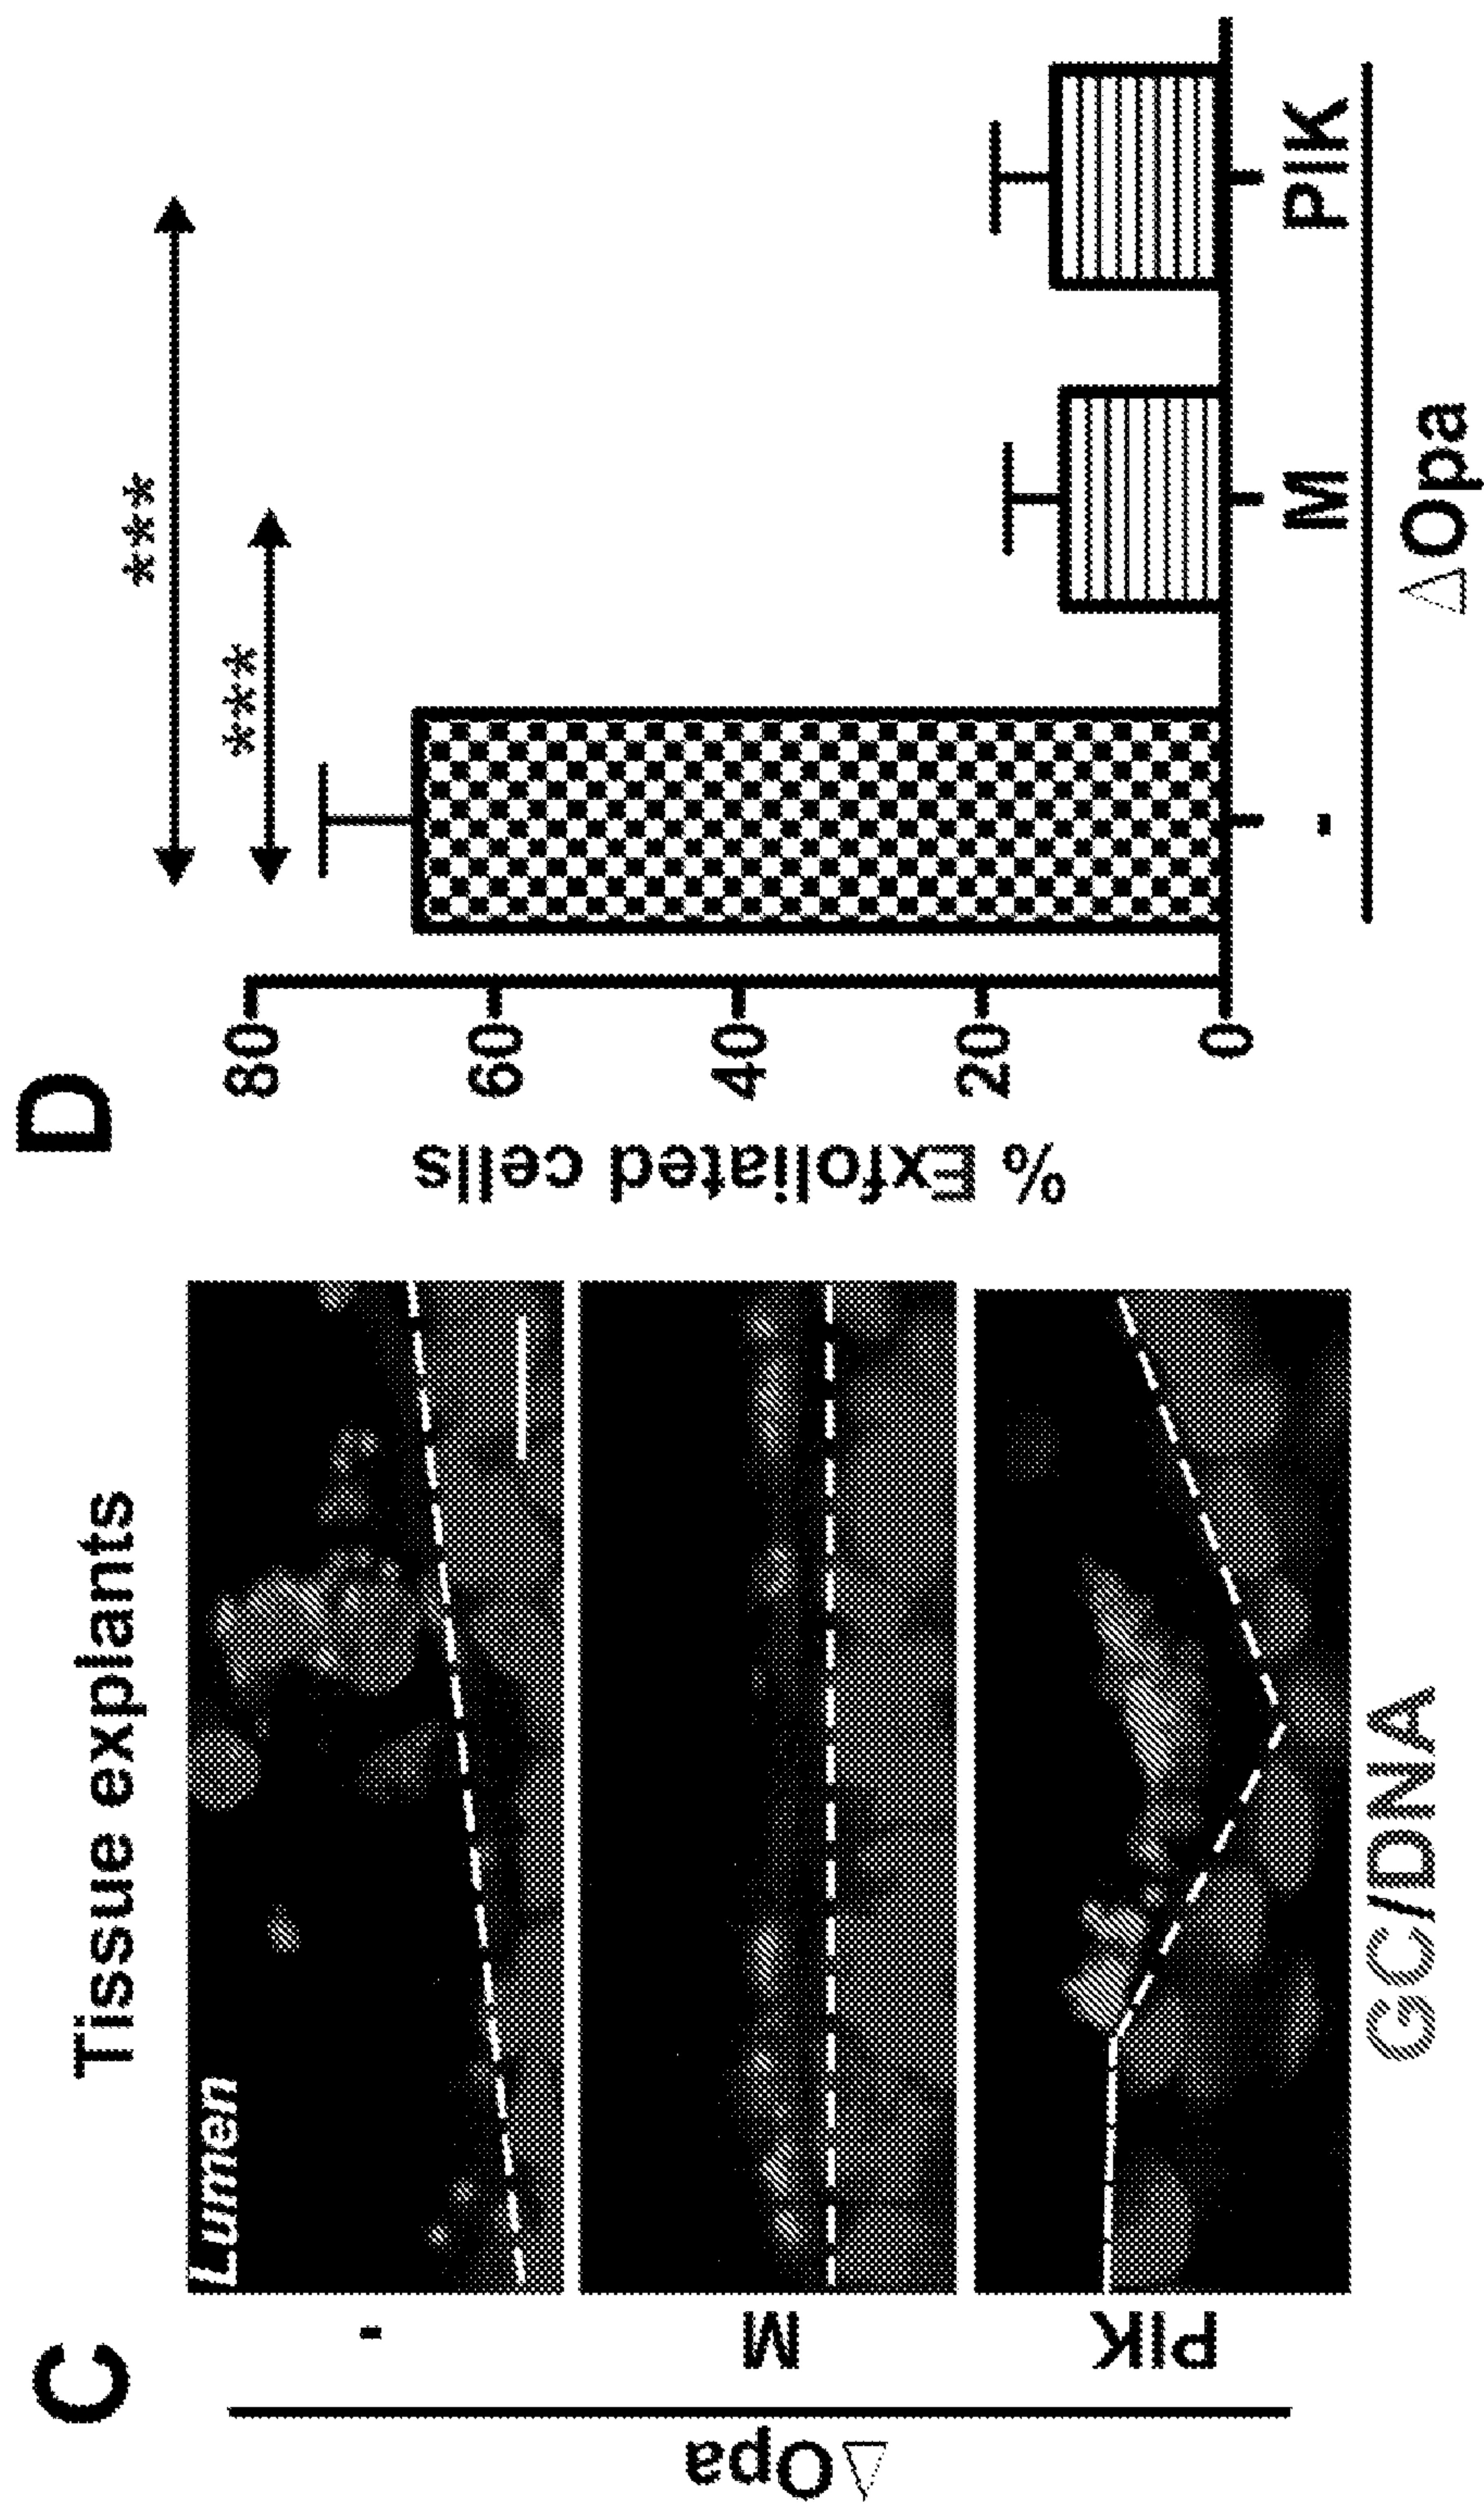 C
Tissue explants
Lumen
-
M
PIK
ΔOpa
GC/DNA
D
% Exfoliated cells
80
60
40
20
0
***
***
-
M
PIK
ΔOpa